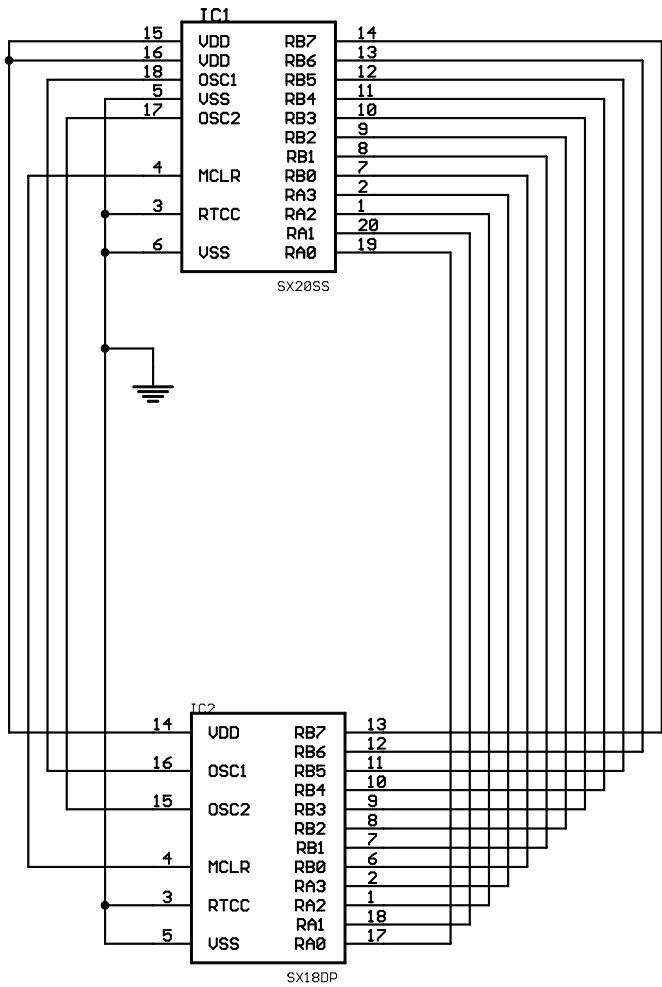 IC1
15 VDD RB7 14
16 VDD RB6 13
18 OSC1 RB5 12
5 VSS RB4 11
17 OSC2 RB3 10
RB2 9
RB1 8
4 MCLR RB0 7
RA3 2
3 RTCC RA2 1
RA1 20
6 VSS RA0 19
SX20SS
IC2
14 VDD RB7 13
RB6 12
16 OSC1 RB5 11
RB4 10
15 OSC2 RB3 9
RB2 8
RB1 7
4 MCLR RB0 6
RA3 2
3 RTCC RA2 1
RA1 18
5 VSS RA0 17
SX18DP